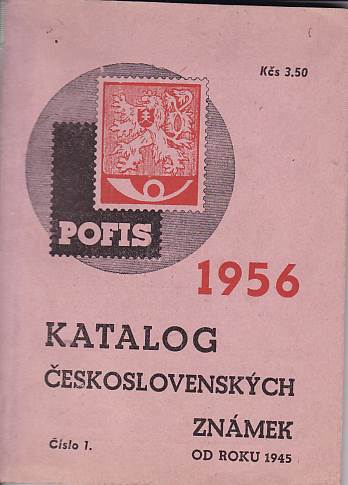 Kčs 3.50
POFIS
1956
KATALOG
ČESKOSLOVENSKÝCH
ZNÁMEK
Číslo 1.
OD ROKU 1945